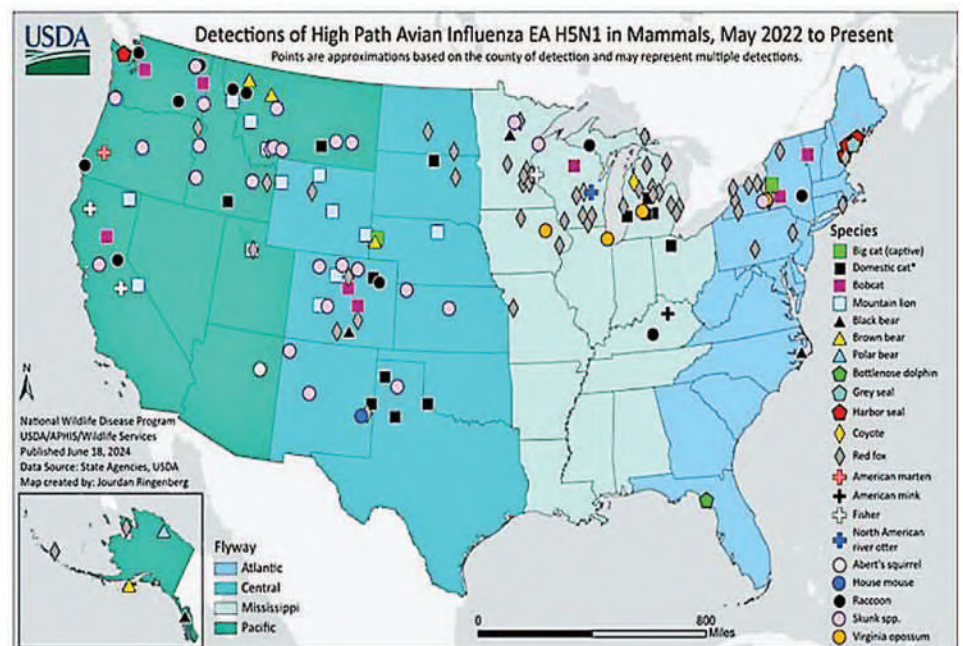 USDA
Detections of High Path Avian Influenza EA H5N1 in Mammals, May 2022 to Present
Points are approximations based on the county of detection and may represent multiple detections.
Species
Big cat (captive)
Domestic cat*
Bobcat
Mountain lion
Black bear
Brown bear
Polar bear
Bottlenose dolphin
Grey seal
Harbor seal
Coyote
Red fox
American marten
American mink
Fisher
North American
river otter
Abert's squirrel
House mouse
Raccoon
Skunk spp.
Virginia opossum
N
National Wildlife Disease Program
USDA/APHIS/Wildlife Services
Published June 18, 2024
Data Source: State Agencies, USDA
Map created by: Jourdan Ringenberg
Flyway
Atlantic
Central
Mississippi
Pacific
0 800
Miles